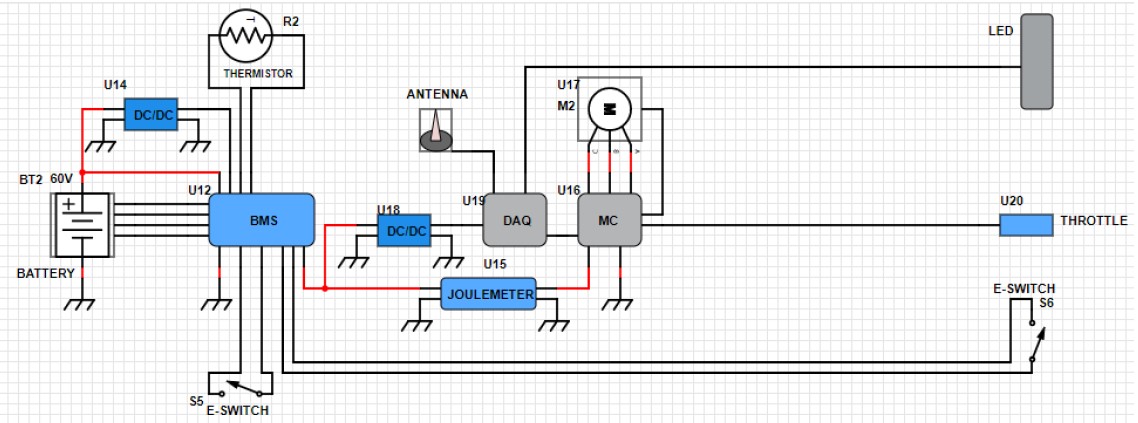 R2
T
THERMISTOR
LED
U14
DC/DC
ANTENNA
U17
M2
M
BT2 60V
U12
BMS
U19
DAQ
U16
MC
C
B
A
U18
DC/DC
U20
THROTTLE
+
BATTERY
U15
JOULEMETER
E-SWITCH
S6
S5
E-SWITCH